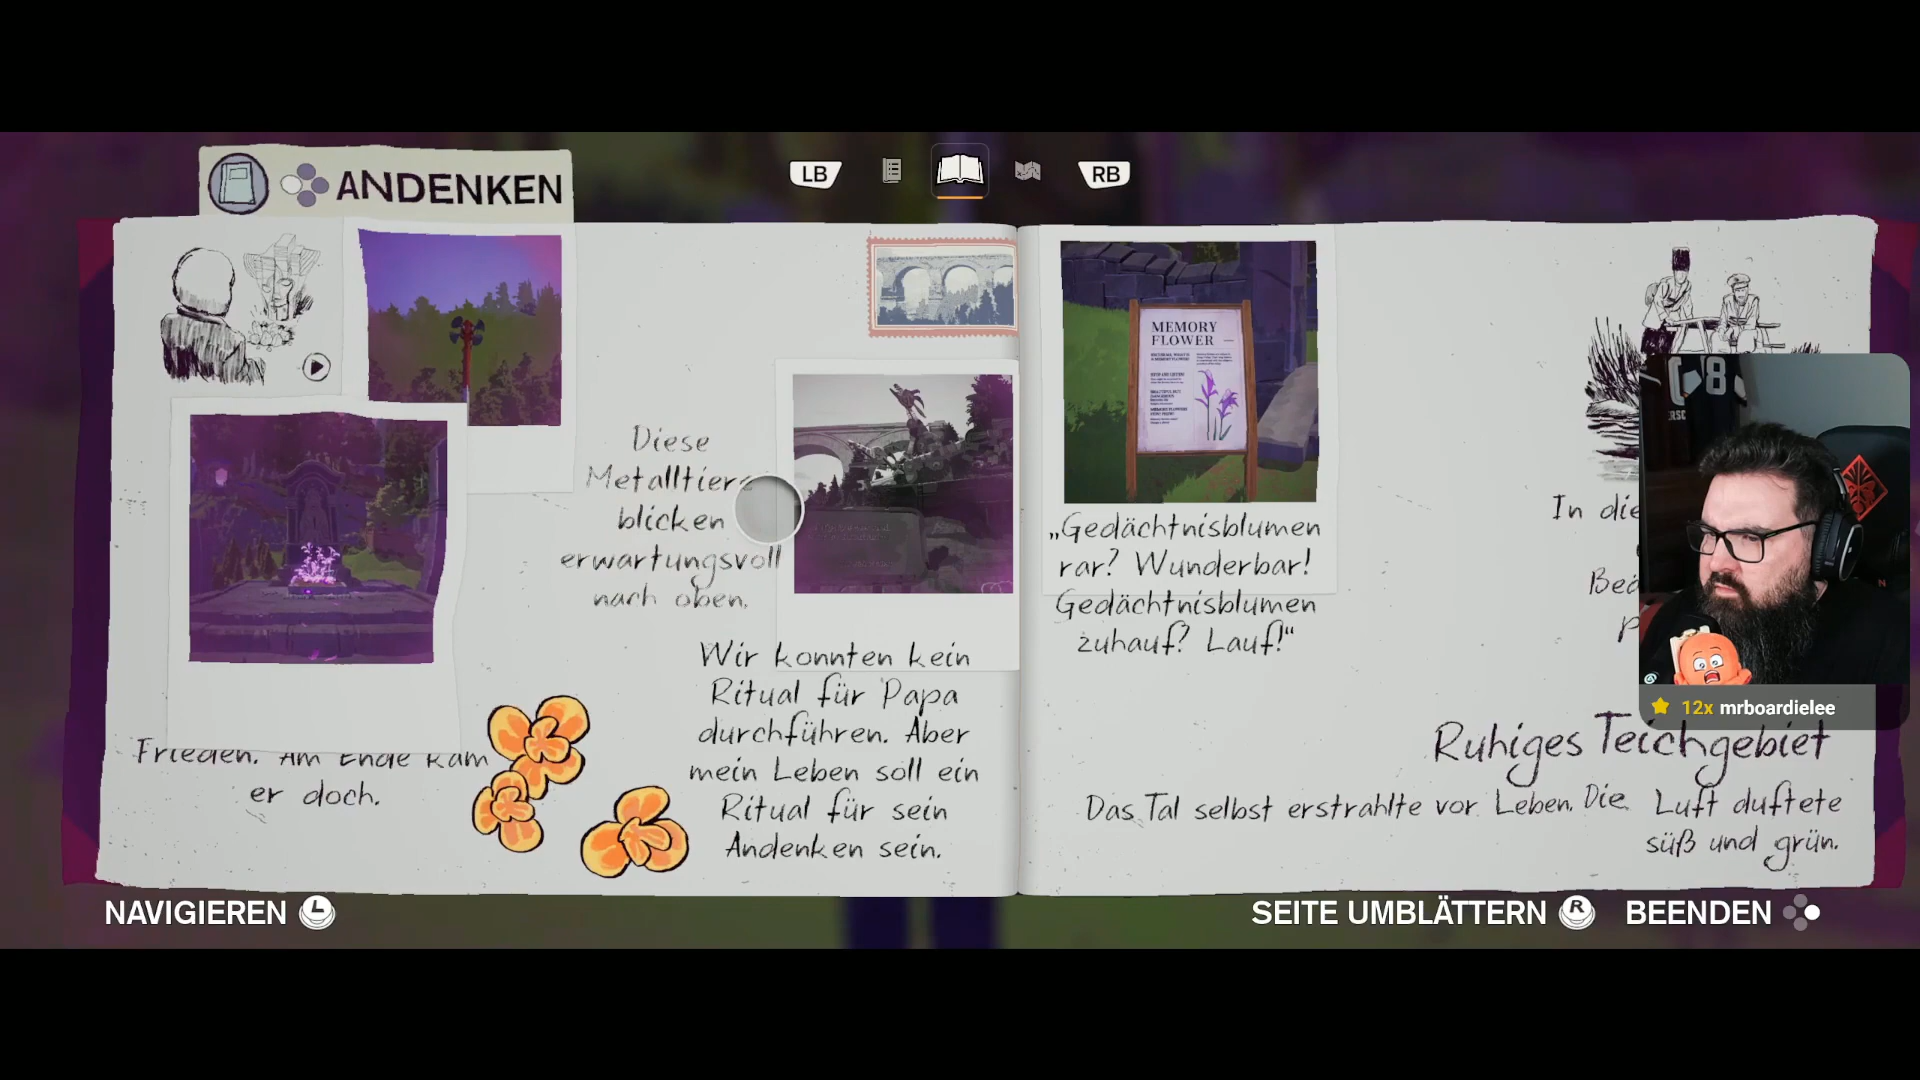 ANDENKEN
LB
RB
Diese
Metalltiere
blicken
erwartungsvoll
nach oben.
Wir konnten kein
Ritual für Papa
durchführen. Aber
mein Leben soll ein
Ritual für sein
Andenken sein.
Frieden. Am Ende kam
er doch.
MEMORY
FLOWER
„Gedächtnisblumen
rar? Wunderbar!
Gedächtnisblumen
zuhauf? Lauf!“
In die
Ruhiges Teichgebiet
Das Tal selbst erstrahlte vor Leben. Die Luft duftete
süß und grün.
8
12x mrboardielee
NAVIGIEREN L
SEITE UMBLÄTTERN R
BEENDEN